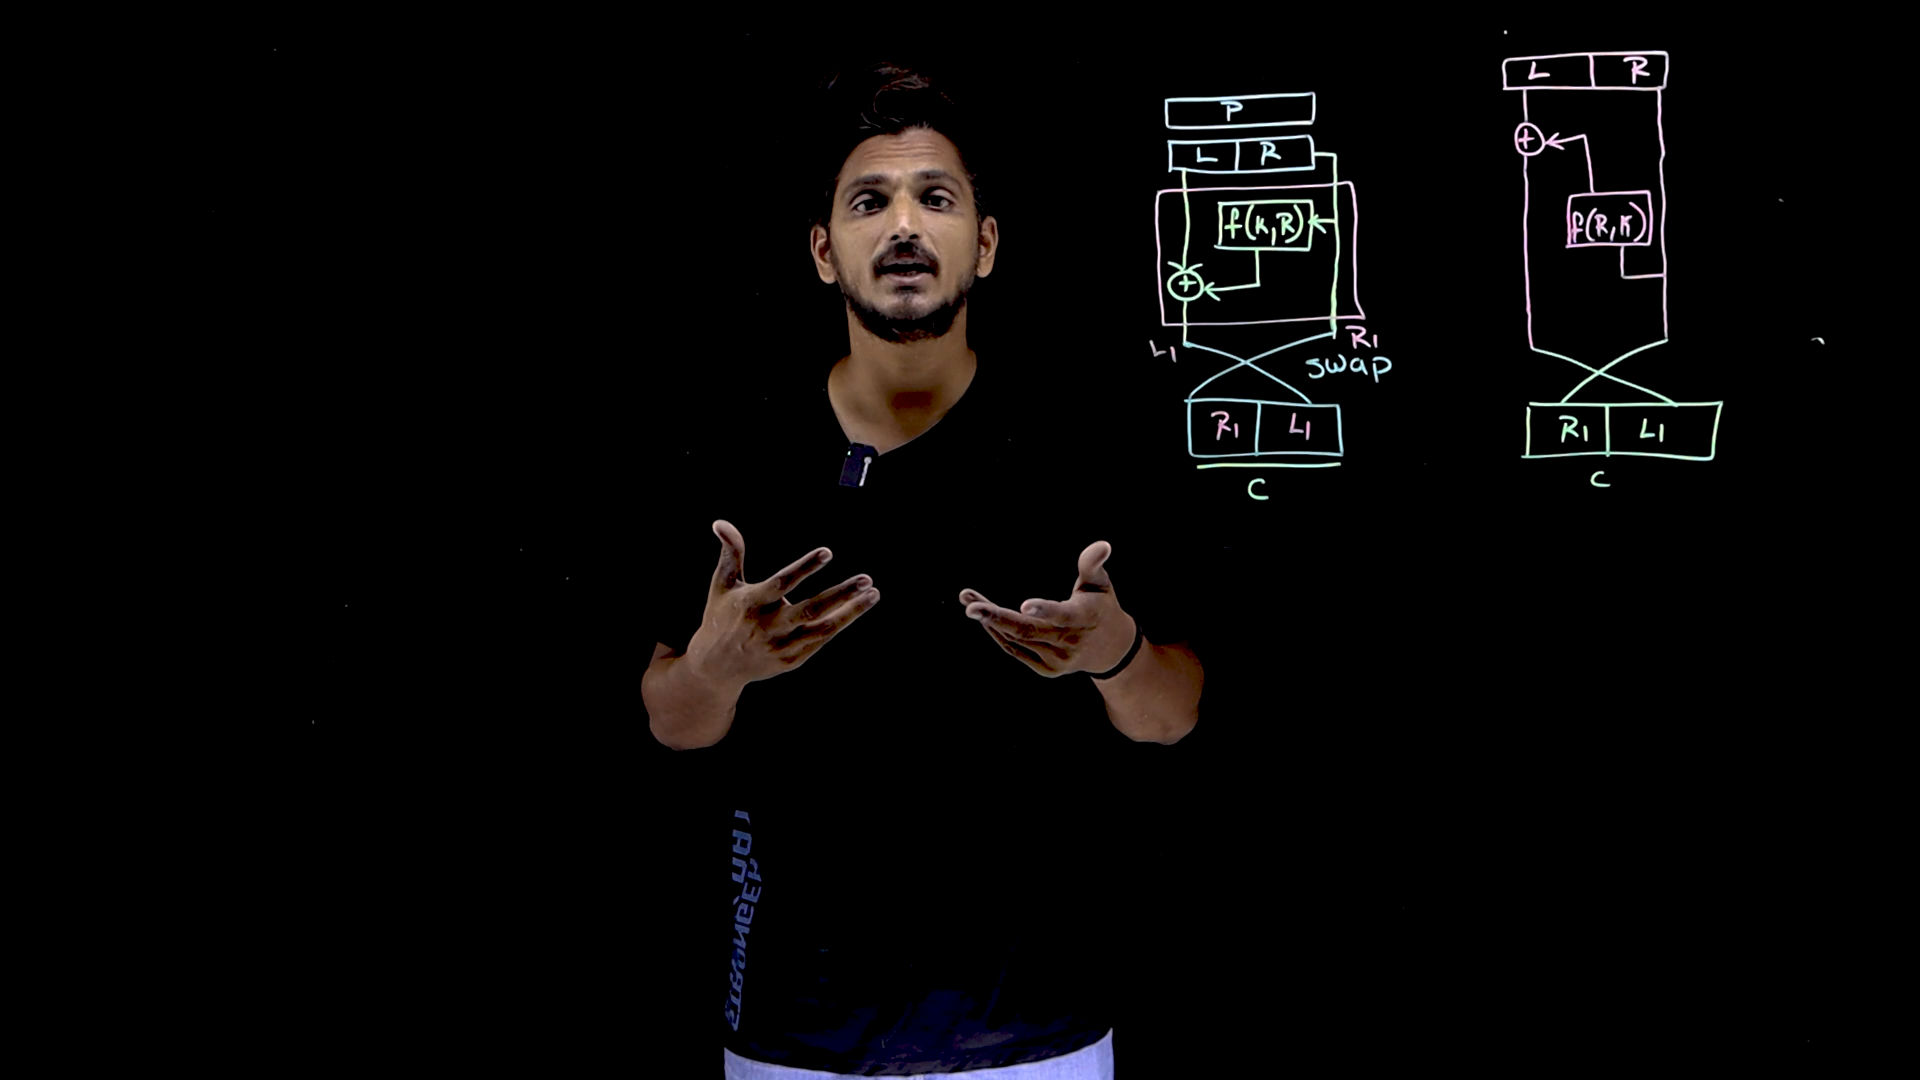 P
L R
f(K,R)
+
L1
R1
swap
R1 L1
C
L R
+
f(R,K)
R1 L1
C